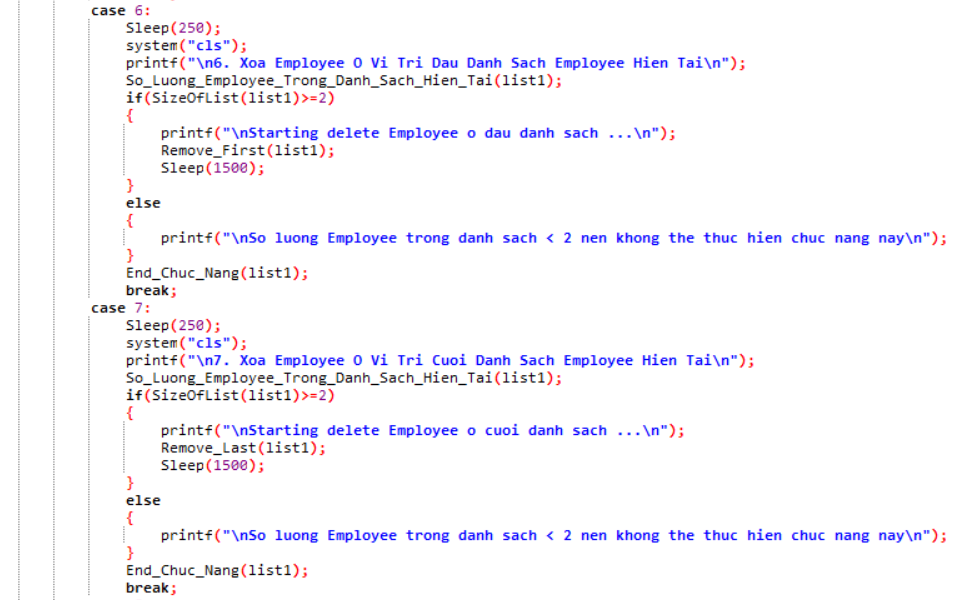 case 6:
Sleep(250);
system("cls");
printf("\n6. Xoa Employee O Vi Tri Dau Danh Sach Employee Hien Tai\n");
So_Luong_Employee_Trong_Danh_Sach_Hien_Tai(list1);
if(SizeOfList(list1)>=2)
{
printf("\nStarting delete Employee o dau danh sach ...\n");
Remove_First(list1);
Sleep(1500);
}
else
{
printf("\nSo luong Employee trong danh sach < 2 nen khong the thuc hien chuc nang nay\n");
}
End_Chuc_Nang(list1);
break;
case 7:
Sleep(250);
system("cls");
printf("\n7. Xoa Employee O Vi Tri Cuoi Danh Sach Employee Hien Tai\n");
So_Luong_Employee_Trong_Danh_Sach_Hien_Tai(list1);
if(SizeOfList(list1)>=2)
{
printf("\nStarting delete Employee o cuoi danh sach ...\n");
Remove_Last(list1);
Sleep(1500);
}
else
{
printf("\nSo luong Employee trong danh sach < 2 nen khong the thuc hien chuc nang nay\n");
}
End_Chuc_Nang(list1);
break;